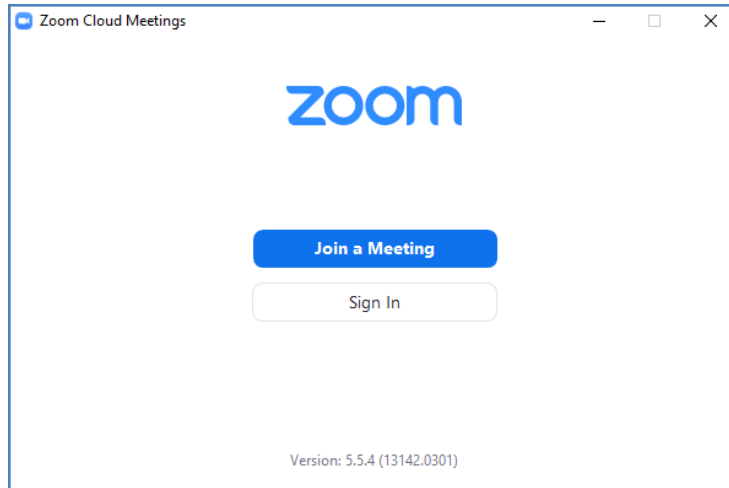 Zoom Cloud Meetings
zoom
Join a Meeting
Sign In
Version: 5.5.4 (13142.0301)